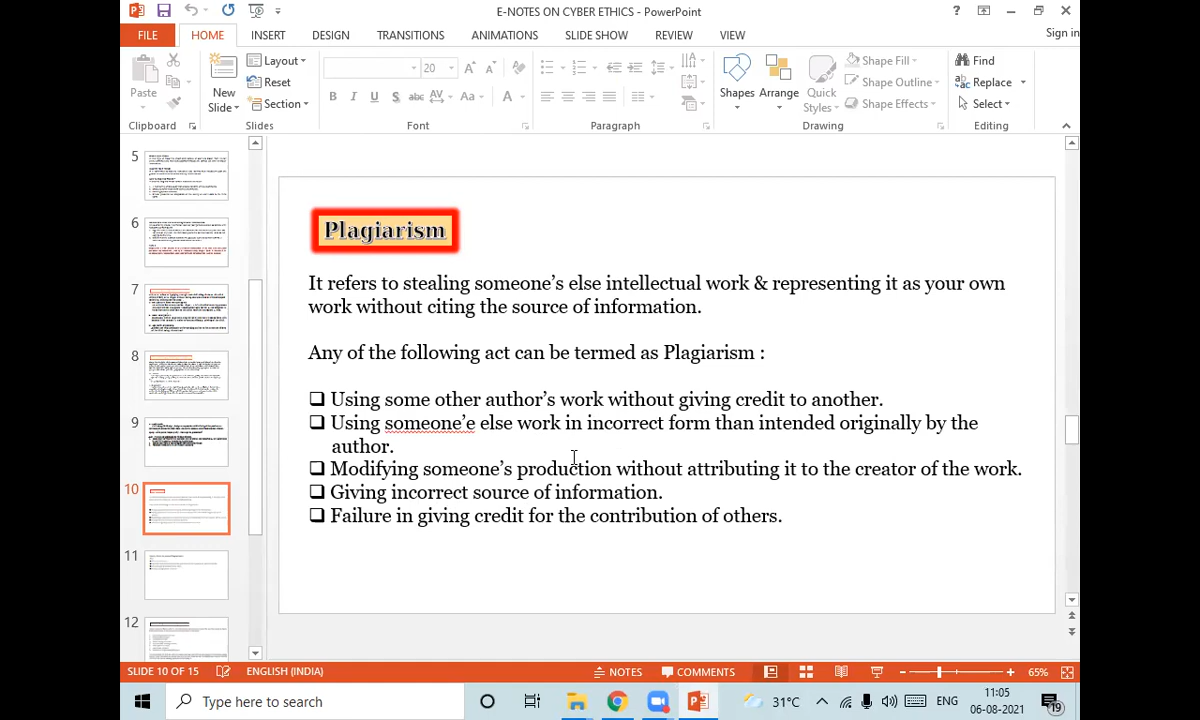 E-NOTES ON CYBER ETHICS - PowerPoint
Sign in
FILE HOME INSERT DESIGN TRANSITIONS ANIMATIONS SLIDE SHOW REVIEW VIEW
Paste
New
Slide
Layout
Reset
Section
20
B I U S abc AV Aa A
Shapes
Arrange
Quick
Styles
Shape Fill
Shape Outline
Shape Effects
Find
Replace
Select
Clipboard Slides Font Paragraph Drawing Editing
5
6
7
8
9
10
11
12
Plagiarism
It refers to stealing someone’s else intellectual work & representing it as your own
work without citing the source of information.
Any of the following act can be termed as Plagiarism :
Using some other author’s work without giving credit to another.
Using someone’e else work in incorrect form than intended originally by the
author.
Modifying someone’s production without attributing it to the creator of the work.
Giving incorrect source of information.
Failure in giving credit for the contribution of others.
SLIDE 10 OF 15 ENGLISH (INDIA) NOTES COMMENTS 65%
Type here to search
31°C ENG
11:05
06-08-2021
19